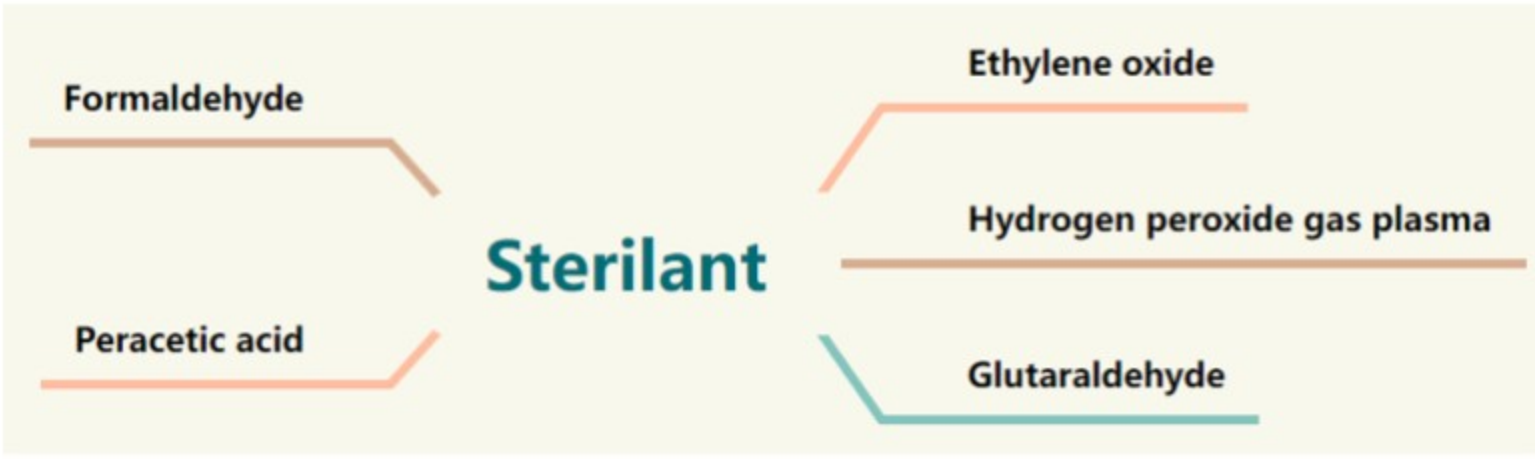 Formaldehyde
Peracetic acid
Sterilant
Ethylene oxide
Hydrogen peroxide gas plasma
Glutaraldehyde